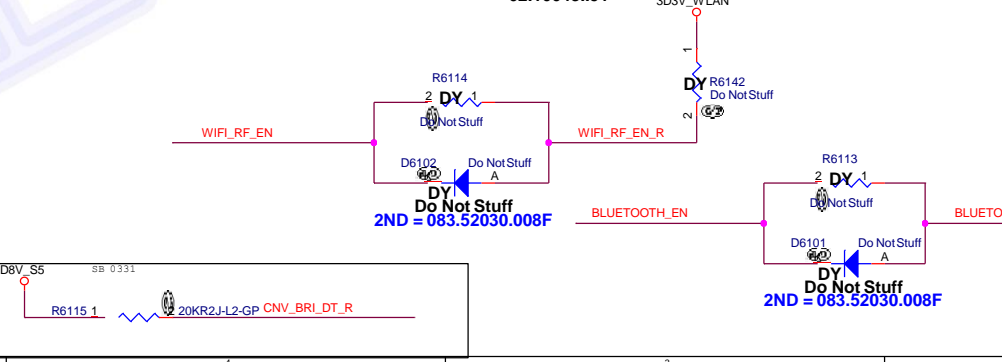 3D3V_WLAN
1
R6142
DY
Do Not Stuff
2
R6114
2 DY 1
Do Not Stuff
WIFI_RF_EN
WIFI_RF_EN_R
D6102
Do Not Stuff
A
DY
Do Not Stuff
2ND = 083.52030.008F
R6113
2 DY 1
Do Not Stuff
BLUETOOTH_EN
BLUETO
D6101
Do Not Stuff
A
DY
Do Not Stuff
2ND = 083.52030.008F
D8V_S5
SB 0331
R6115 1
2 20KR2J-L2-GP CNV_BRI_DT_R